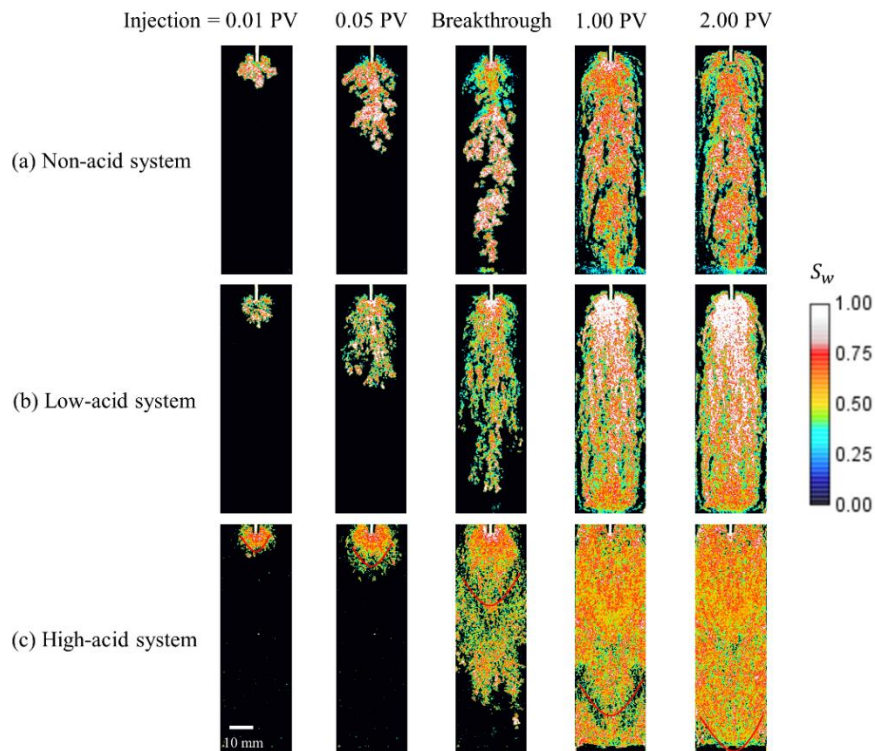 Injection = 0.01 PV 0.05 PV Breakthrough 1.00 PV 2.00 PV
(a) Non-acid system
S_w
1.00
0.75
(b) Low-acid system
0.50
0.25
0.00
(c) High-acid system
10 mm